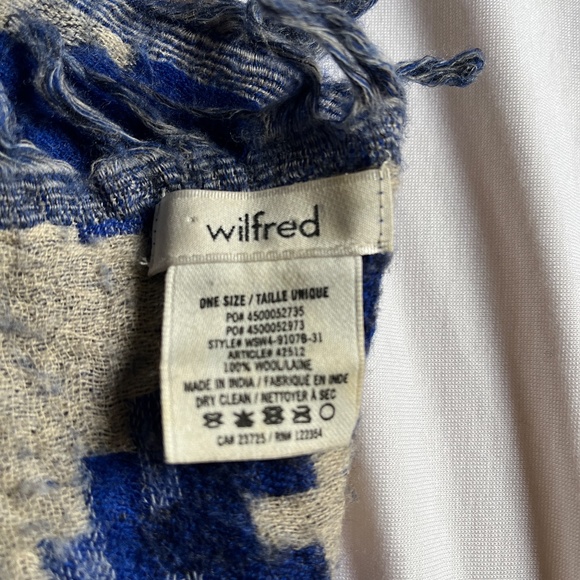 wilfred
ONE SIZE / TAILLE UNIQUE
PO# 4500052735
PO# 4500052973
STYLE# WSW4-9107B-31
ARTICLE# 42512
100% WOOL/LAINE
MADE IN INDIA / FABRIQUÉ EN INDE
DRY CLEAN / NETTOYER À SEC
CA# 23725 / RN# 122354